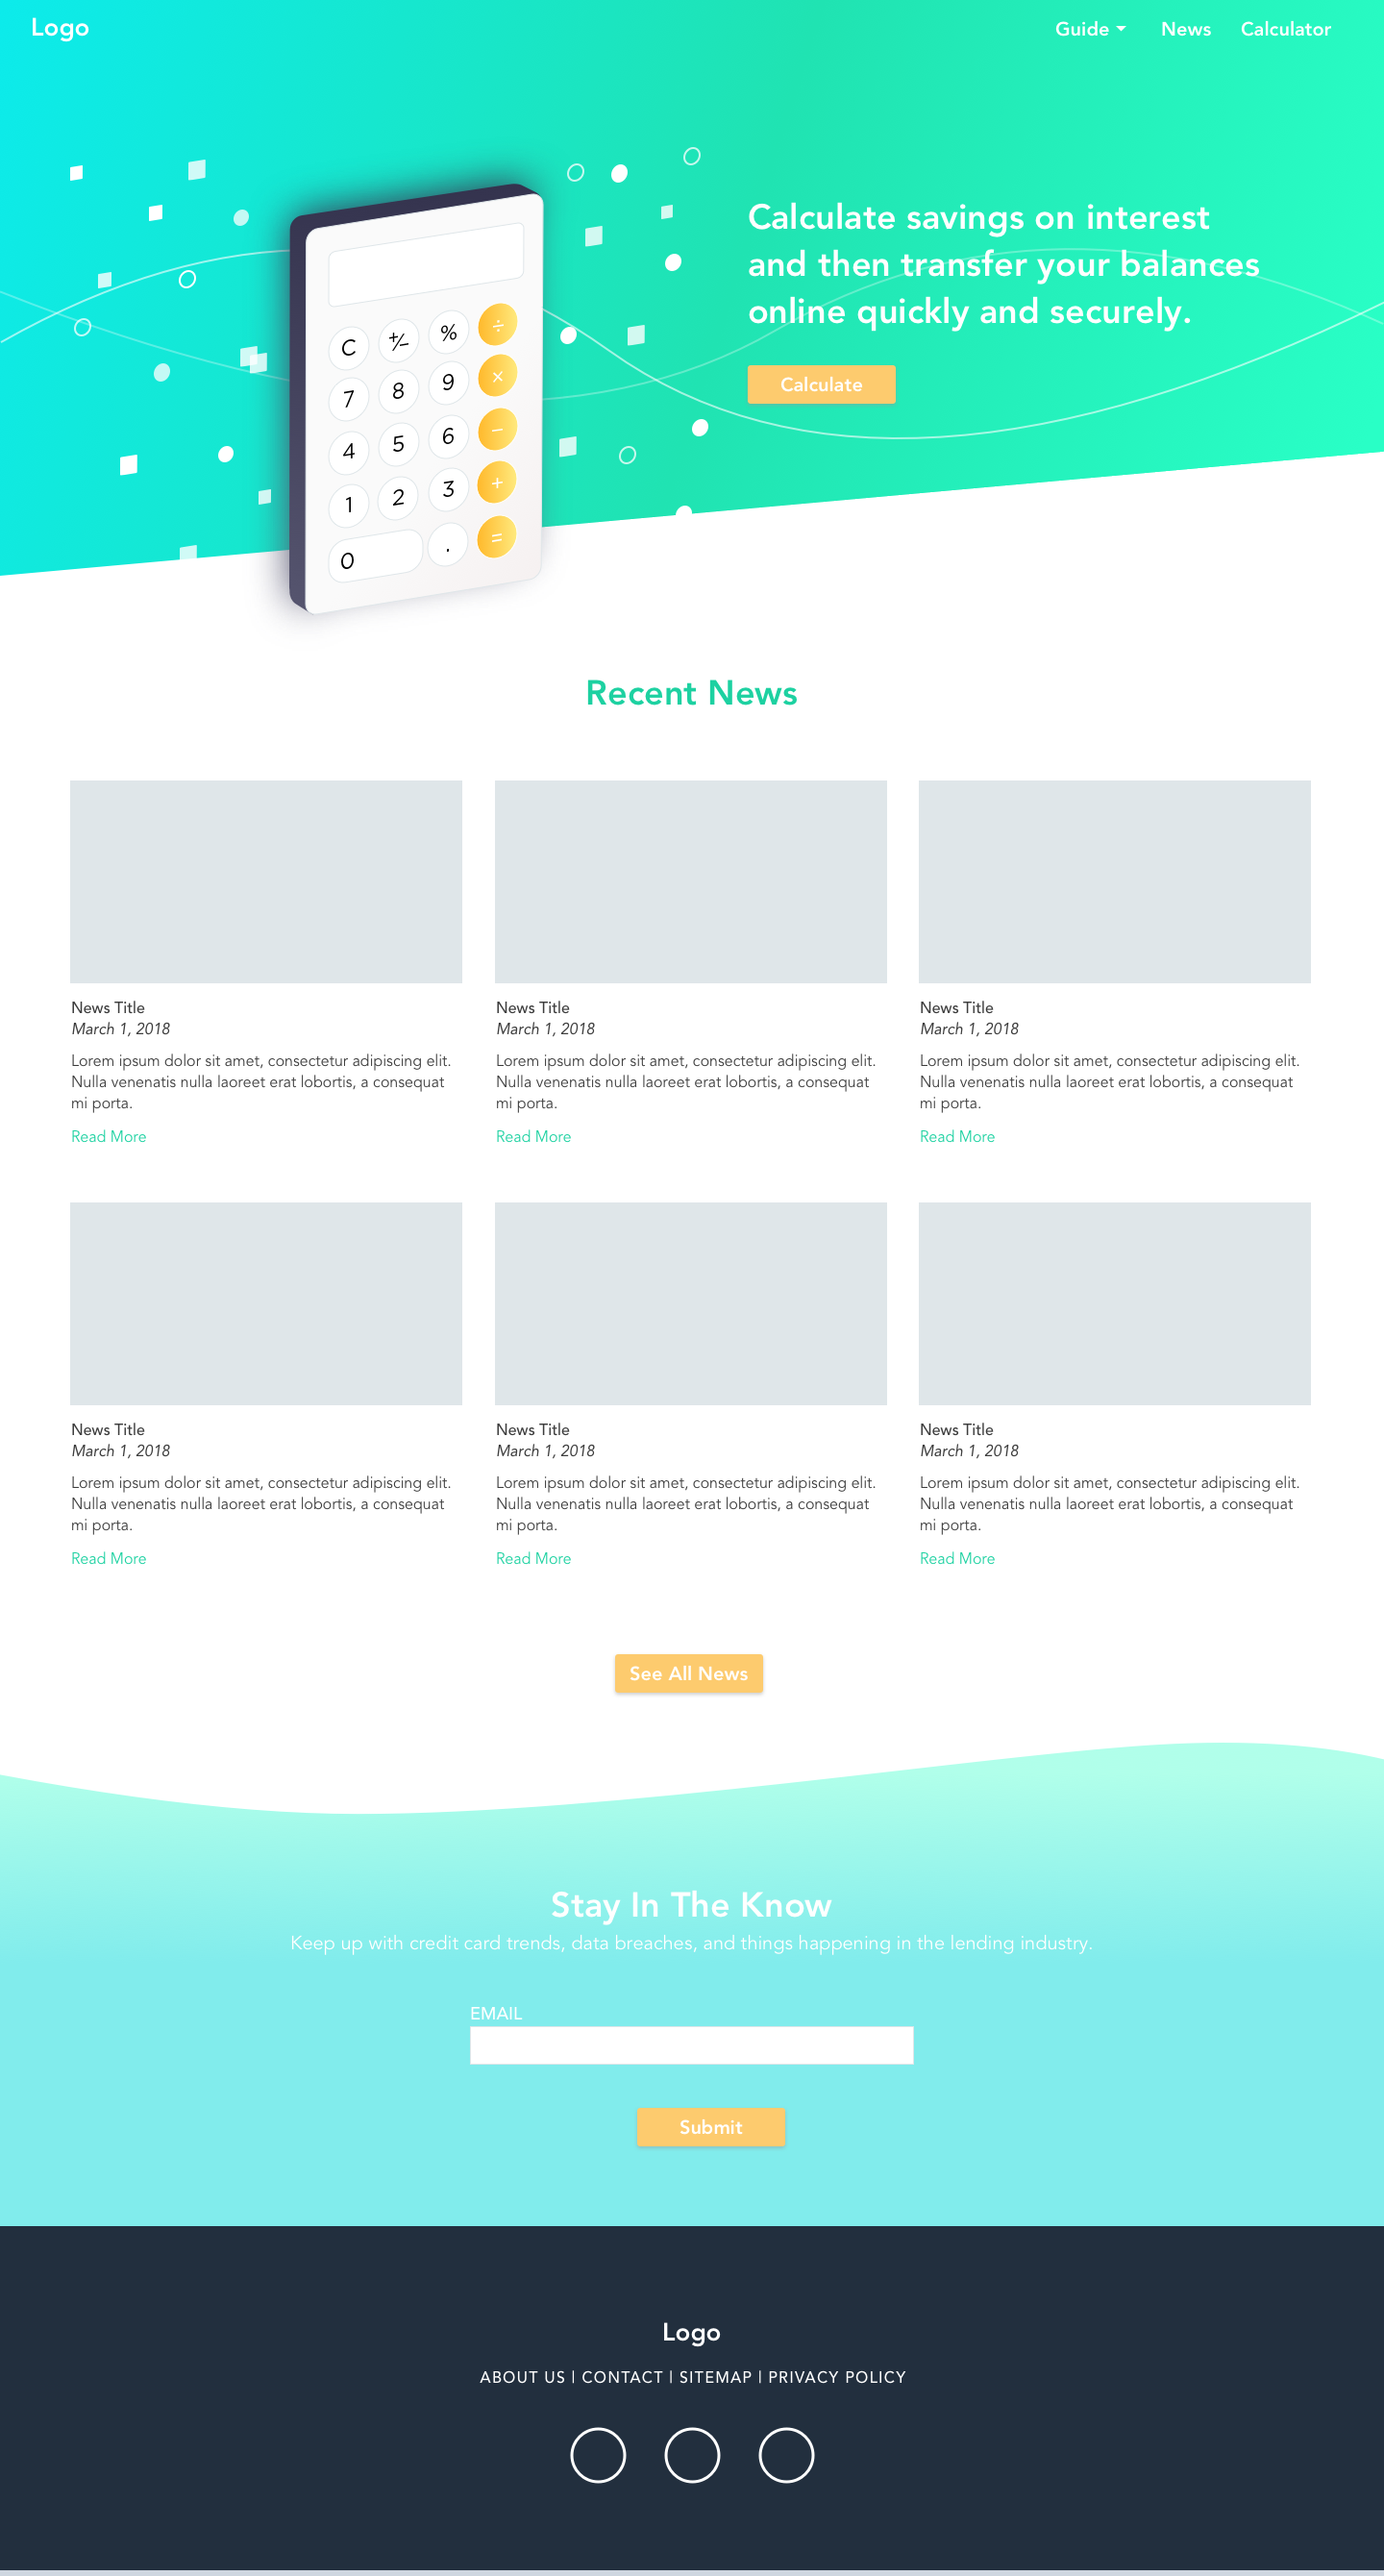 Logo
Guide News Calculator
Calculate savings on interest
and then transfer your balances
online quickly and securely.
Calculate
C +/− % ÷
7 8 9 ×
4 5 6 −
1 2 3 +
0 . =
Recent News
News Title
March 1, 2018
Lorem ipsum dolor sit amet, consectetur adipiscing elit.
Nulla venenatis nulla laoreet erat lobortis, a consequat
mi porta.
Read More
News Title
March 1, 2018
Lorem ipsum dolor sit amet, consectetur adipiscing elit.
Nulla venenatis nulla laoreet erat lobortis, a consequat
mi porta.
Read More
News Title
March 1, 2018
Lorem ipsum dolor sit amet, consectetur adipiscing elit.
Nulla venenatis nulla laoreet erat lobortis, a consequat
mi porta.
Read More
News Title
March 1, 2018
Lorem ipsum dolor sit amet, consectetur adipiscing elit.
Nulla venenatis nulla laoreet erat lobortis, a consequat
mi porta.
Read More
News Title
March 1, 2018
Lorem ipsum dolor sit amet, consectetur adipiscing elit.
Nulla venenatis nulla laoreet erat lobortis, a consequat
mi porta.
Read More
News Title
March 1, 2018
Lorem ipsum dolor sit amet, consectetur adipiscing elit.
Nulla venenatis nulla laoreet erat lobortis, a consequat
mi porta.
Read More
See All News
Stay In The Know
Keep up with credit card trends, data breaches, and things happening in the lending industry.
EMAIL
Submit
Logo
ABOUT US | CONTACT | SITEMAP | PRIVACY POLICY